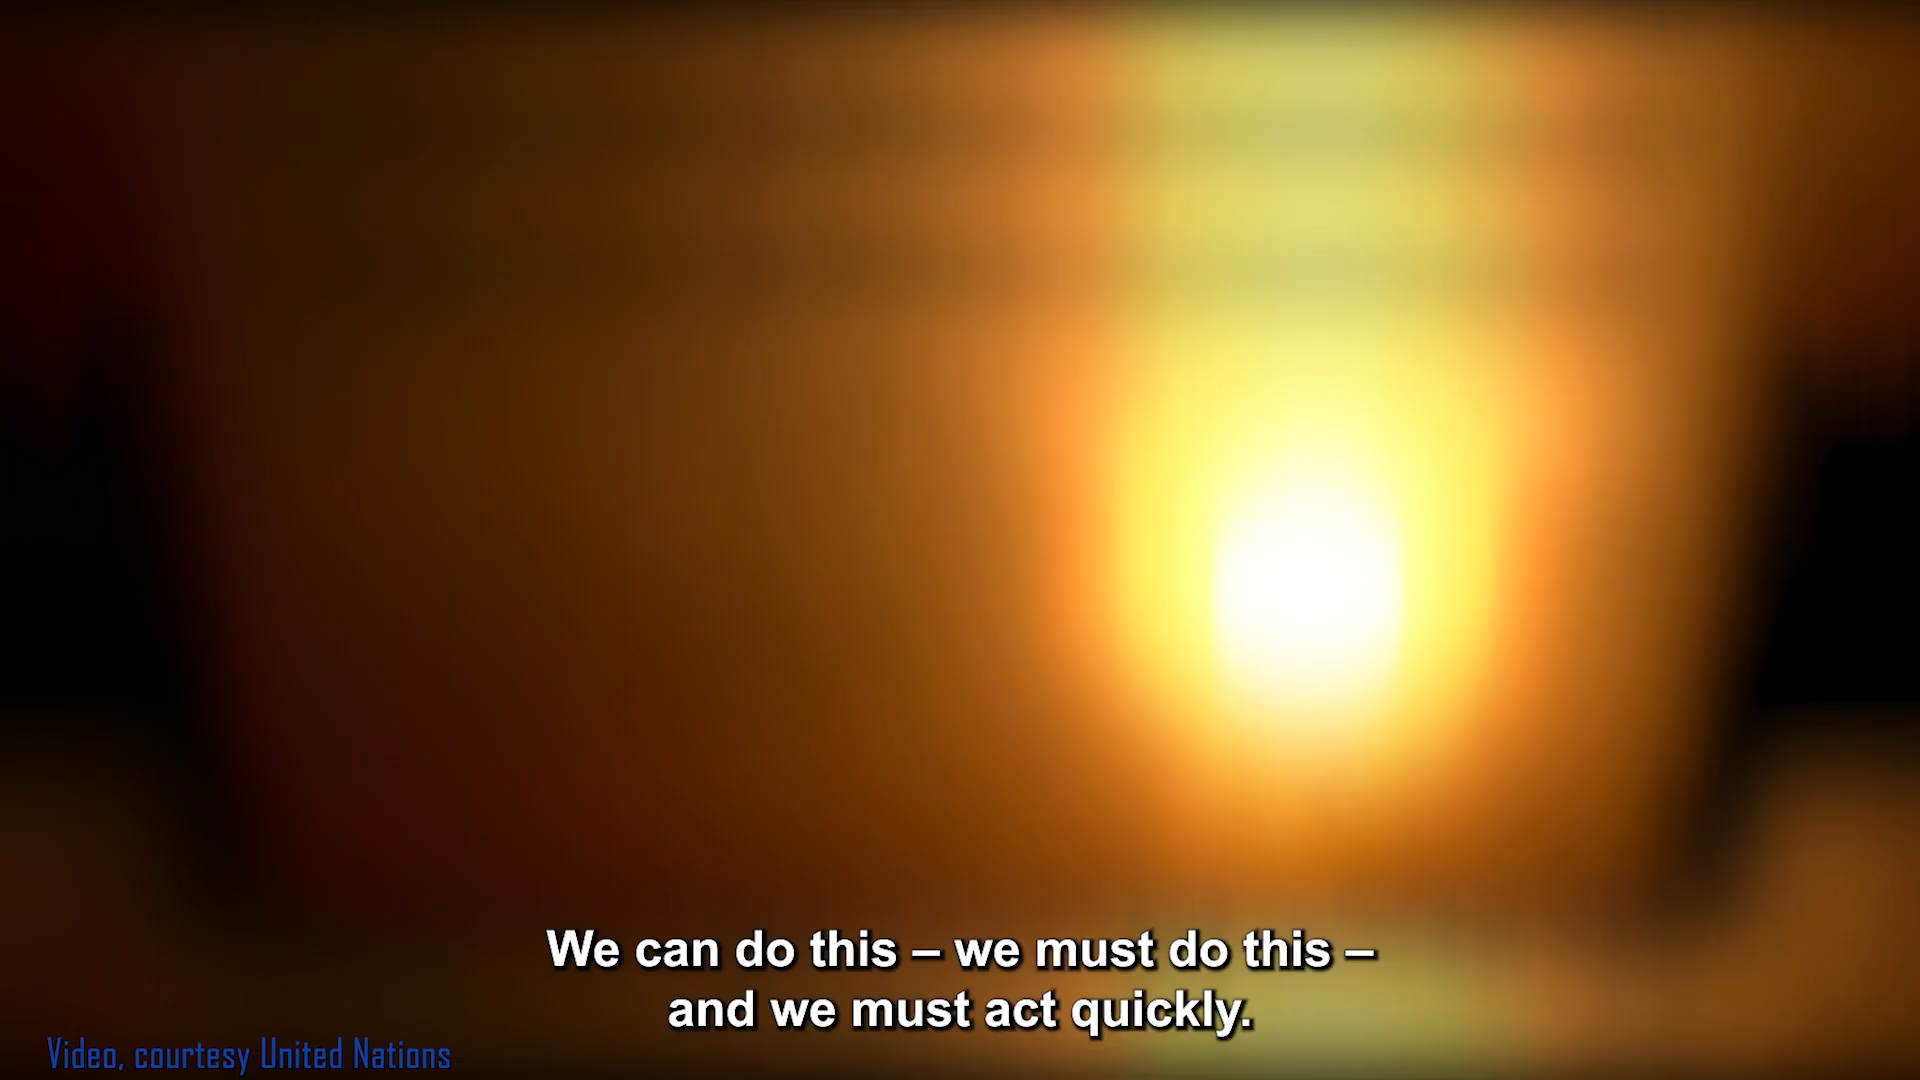 We can do this – we must do this –
and we must act quickly.
Video, courtesy United Nations